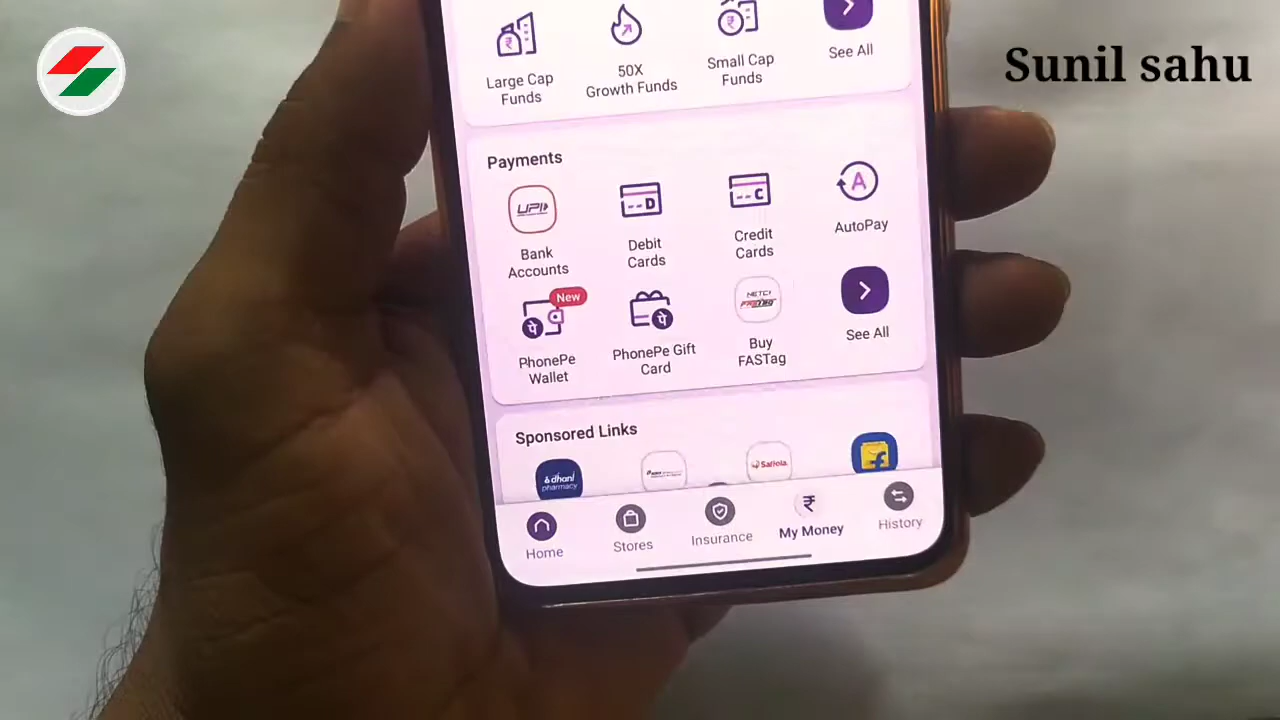 Sunil sahu
Large Cap
Funds
50X
Growth Funds
Small Cap
Funds
See All
Payments
UPI
Bank
Accounts
D
Debit
Cards
C
Credit
Cards
A
AutoPay
New
पे
PhonePe
Wallet
पे
PhonePe Gift
Card
Buy
FASTag
See All
Sponsored Links
dhani
pharmacy
f
Home
Stores
Insurance
₹
My Money
History